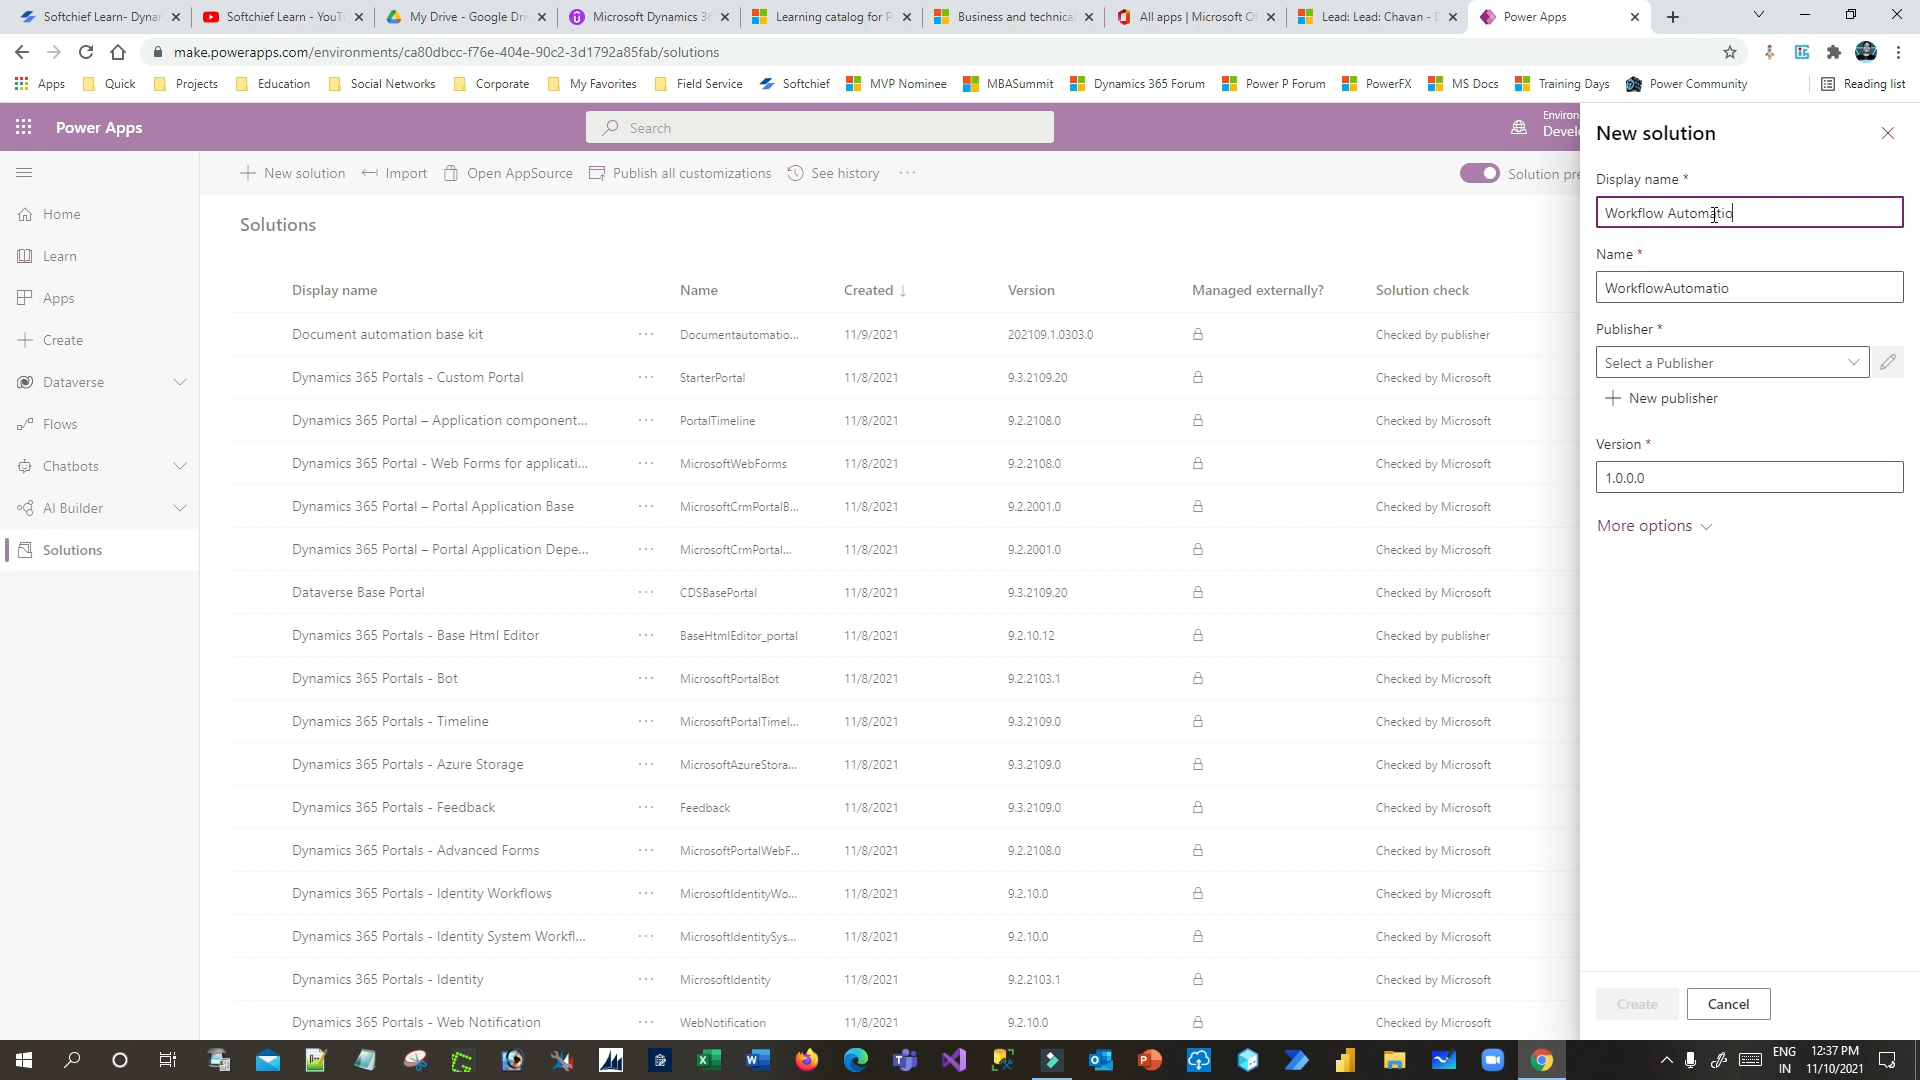 Softchief Learn- Dynam
Softchief Learn - YouT
My Drive - Google Dri
Microsoft Dynamics 36
Learning catalog for P
Business and technica
All apps | Microsoft O
Lead: Lead: Chavan - D
Power Apps
make.powerapps.com/environments/ca80dbcc-f76e-404e-90c2-3d1792a85fab/solutions
Apps
Quick
Projects
Education
Social Networks
Corporate
My Favorites
Field Service
Softchief
MVP Nominee
MBASummit
Dynamics 365 Forum
Power P Forum
PowerFX
MS Docs
Training Days
Power Community
Reading list
Power Apps
Search
Environ
Devel
New solution
Import
Open AppSource
Publish all customizations
See history
Solution pre
Home
Learn
Apps
Create
Dataverse
Flows
Chatbots
AI Builder
Solutions
Solutions
Display name Name Created ↓ Version Managed externally? Solution check
Document automation base kit ··· Documentautomatio... 11/9/2021 202109.1.0303.0 Checked by publisher
Dynamics 365 Portals - Custom Portal ··· StarterPortal 11/8/2021 9.3.2109.20 Checked by Microsoft
Dynamics 365 Portal – Application component... ··· PortalTimeline 11/8/2021 9.2.2108.0 Checked by Microsoft
Dynamics 365 Portal - Web Forms for applicati... ··· MicrosoftWebForms 11/8/2021 9.2.2108.0 Checked by Microsoft
Dynamics 365 Portal – Portal Application Base ··· MicrosoftCrmPortalB... 11/8/2021 9.2.2001.0 Checked by Microsoft
Dynamics 365 Portal – Portal Application Depe... ··· MicrosoftCrmPortal... 11/8/2021 9.2.2001.0 Checked by Microsoft
Dataverse Base Portal ··· CDSBasePortal 11/8/2021 9.3.2109.20 Checked by Microsoft
Dynamics 365 Portals - Base Html Editor ··· BaseHtmlEditor_portal 11/8/2021 9.2.10.12 Checked by publisher
Dynamics 365 Portals - Bot ··· MicrosoftPortalBot 11/8/2021 9.2.2103.1 Checked by Microsoft
Dynamics 365 Portals - Timeline ··· MicrosoftPortalTimel... 11/8/2021 9.3.2109.0 Checked by Microsoft
Dynamics 365 Portals - Azure Storage ··· MicrosoftAzureStora... 11/8/2021 9.3.2109.0 Checked by Microsoft
Dynamics 365 Portals - Feedback ··· Feedback 11/8/2021 9.3.2109.0 Checked by Microsoft
Dynamics 365 Portals - Advanced Forms ··· MicrosoftPortalWebF... 11/8/2021 9.2.2108.0 Checked by Microsoft
Dynamics 365 Portals - Identity Workflows ··· MicrosoftIdentityWo... 11/8/2021 9.2.10.0 Checked by Microsoft
Dynamics 365 Portals - Identity System Workfl... ··· MicrosoftIdentitySys... 11/8/2021 9.2.10.0 Checked by Microsoft
Dynamics 365 Portals - Identity ··· MicrosoftIdentity 11/8/2021 9.2.2103.1 Checked by Microsoft
Dynamics 365 Portals - Web Notification ··· WebNotification 11/8/2021 9.2.10.0 Checked by Microsoft
New solution
Display name *
Workflow Automatio
Name *
WorkflowAutomatio
Publisher *
Select a Publisher
New publisher
Version *
1.0.0.0
More options
Create
Cancel
ENG
IN
12:37 PM
11/10/2021